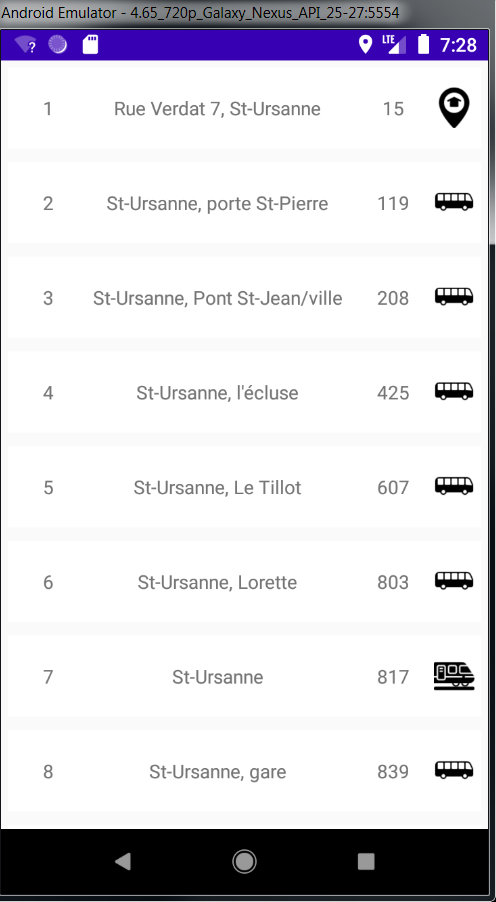 Android Emulator - 4.65_720p_Galaxy_Nexus_API_25-27:5554
? LTE 7:28
1 Rue Verdat 7, St-Ursanne 15
2 St-Ursanne, porte St-Pierre 119
3 St-Ursanne, Pont St-Jean/ville 208
4 St-Ursanne, l'écluse 425
5 St-Ursanne, Le Tillot 607
6 St-Ursanne, Lorette 803
7 St-Ursanne 817
8 St-Ursanne, gare 839